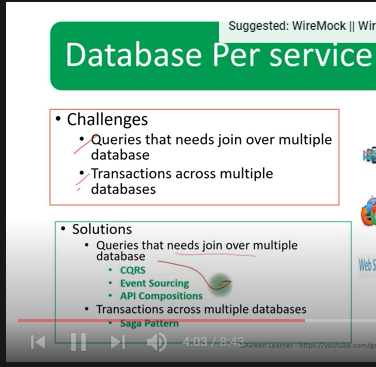 Suggested: WireMock || Wir
Database Per service
• Challenges
• Queries that needs join over multiple
database
• Transactions across multiple
databases
• Solutions
• Queries that needs join over multiple
database
• CQRS
• Event Sourcing
• API Compositions
• Transactions across multiple databases
• Saga Pattern
Web S
4:03 / 8:43
Green Learner - https://youtube.com/gr